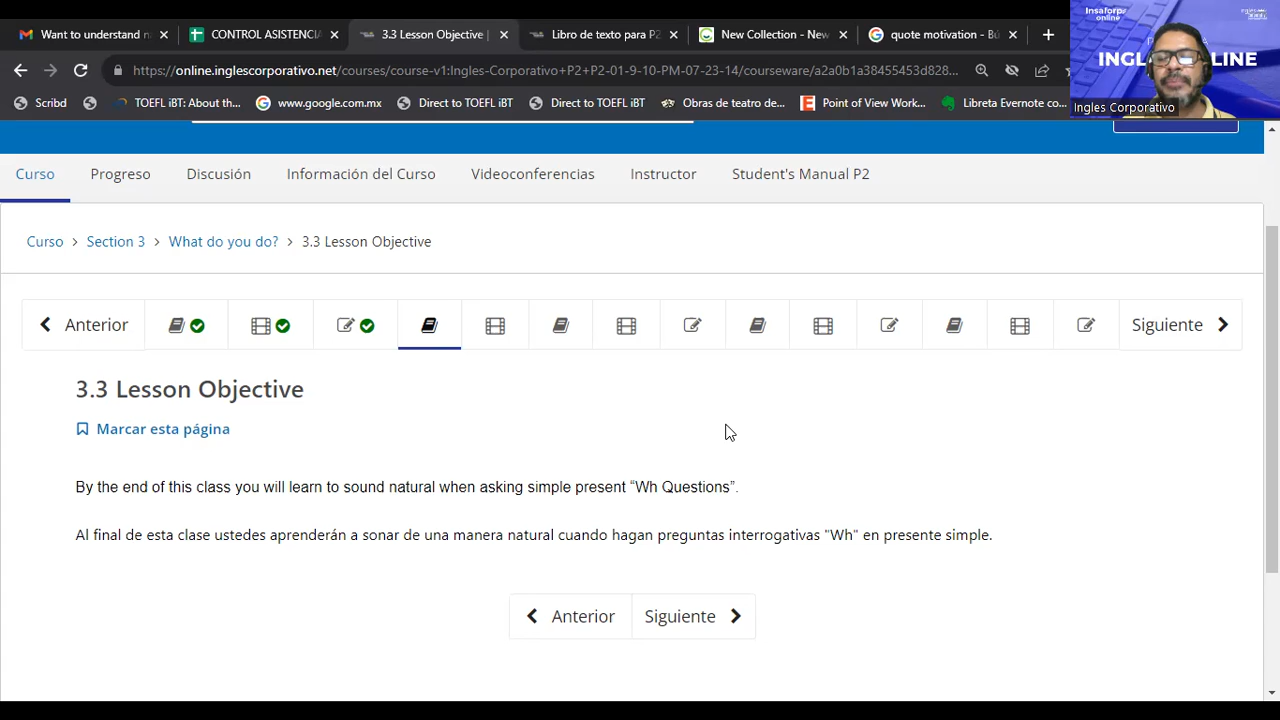 Want to understand n
CONTROL ASISTENCIA
3.3 Lesson Objective |
Libro de texto para P2
New Collection - New
quote motivation - Bú
https://online.inglescorporativo.net/courses/course-v1:Ingles-Corporativo+P2+P2-01-9-10-PM-07-23-14/courseware/a2a0b1a38455453d828...
Scribd
TOEFL iBT: About th...
www.google.com.mx
Direct to TOEFL iBT
Direct to TOEFL iBT
Obras de teatro de...
Point of View Work...
Libreta Evernote co...
Insaforp
online
INGL
LINE
Ingles Corporativo
Curso
Progreso
Discusión
Información del Curso
Videoconferencias
Instructor
Student's Manual P2
Curso > Section 3 > What do you do? > 3.3 Lesson Objective
Anterior
Siguiente
3.3 Lesson Objective
Marcar esta página
By the end of this class you will learn to sound natural when asking simple present “Wh Questions”.
Al final de esta clase ustedes aprenderán a sonar de una manera natural cuando hagan preguntas interrogativas "Wh" en presente simple.
Anterior
Siguiente